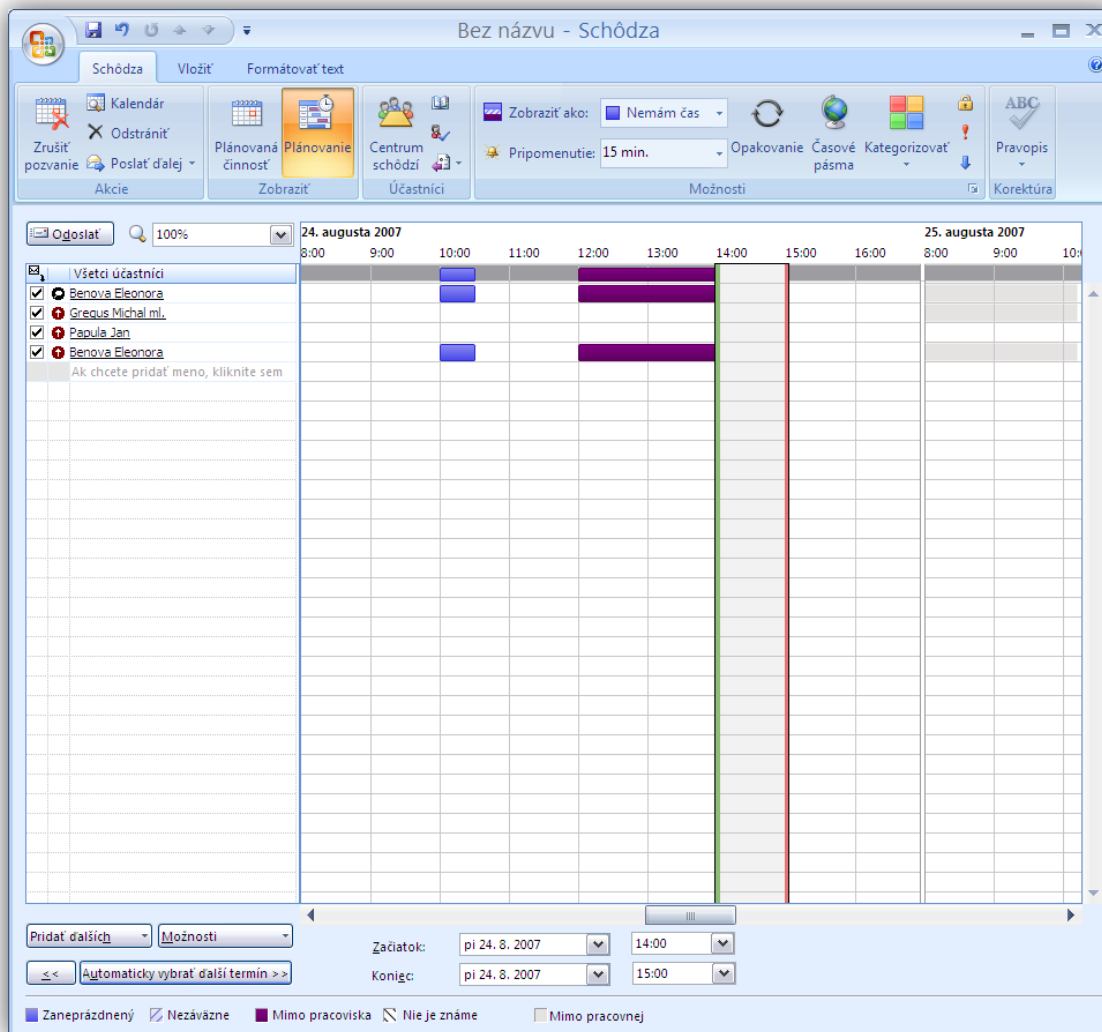 Bez názvu - Schôdza
Schôdza Vložiť Formátovať text
Zrušiť pozvanie
Kalendár
Odstrániť
Poslať ďalej
Akcie
Plánovaná činnosť
Plánovanie
Zobraziť
Centrum schôdzí
Účastníci
Zobraziť ako: Nemám čas
Pripomenutie: 15 min.
Opakovanie
Časové pásma
Kategorizovať
Možnosti
ABC
Pravopis
Korektúra
Odoslať 100%
24. augusta 2007 25. augusta 2007
8:00 9:00 10:00 11:00 12:00 13:00 14:00 15:00 16:00 8:00 9:00 10:
Všetci účastníci
Benova Eleonora
Gregus Michal ml.
Papula Jan
Benova Eleonora
Ak chcete pridať meno, kliknite sem
Pridať ďalších Možnosti
<< Automaticky vybrať ďalší termín >>
Začiatok: pi 24. 8. 2007 14:00
Koniec: pi 24. 8. 2007 15:00
Zaneprázdnený Nezáväzne Mimo pracoviska Nie je známe Mimo pracovnej